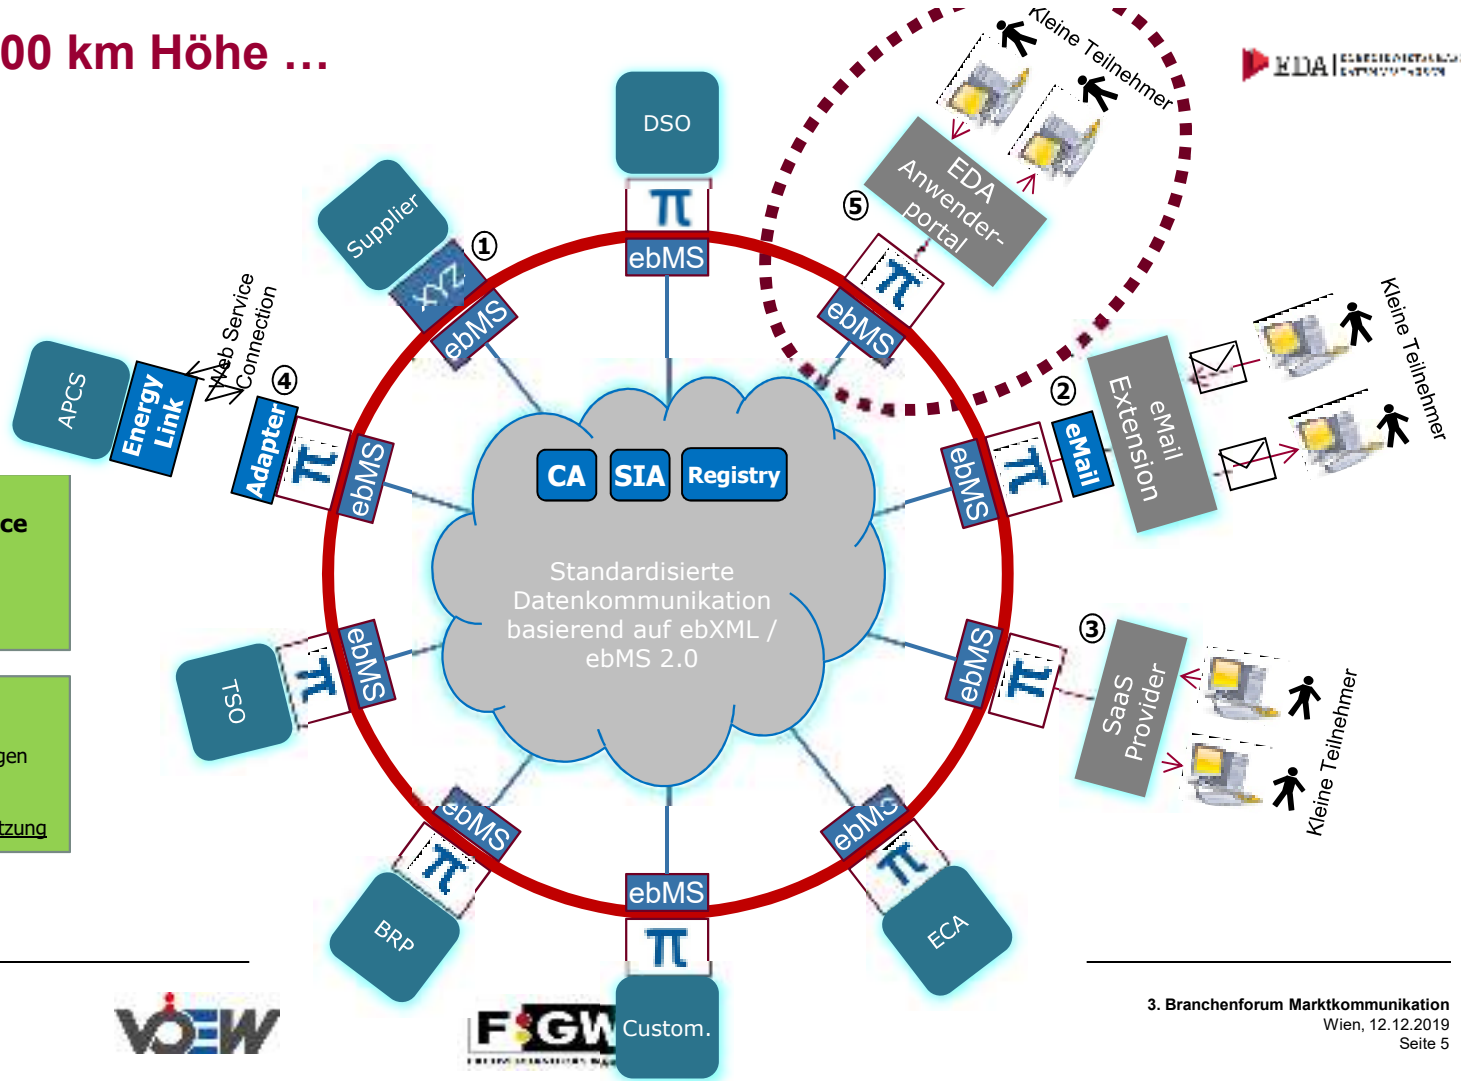 00 km Höhe ...
EDA
DSO
π
ebMS
Kleine Teilnehmer
EDA
Anwender-
portal
⑤
π
ebMS
Supplier
①
XYZ
ebMS
Web Service
Connection
④
APCS
Energy
Link
Adapter
π
ebMS
②
eMail
eMail
Extension
π
ebMS
Kleine Teilnehmer
CA
SIA
Registry
Standardisierte
Datenkommunikation
basierend auf ebXML /
ebMS 2.0
ce
gen
tzung
TSO
π
ebMS
③
SaaS
Provider
π
ebMS
Kleine Teilnehmer
BRP
π
ebMS
ebMS
π
Custom.
ebMS
π
ECA
VÖEW
F GW
3. Branchenforum Marktkommunikation
Wien, 12.12.2019
Seite 5